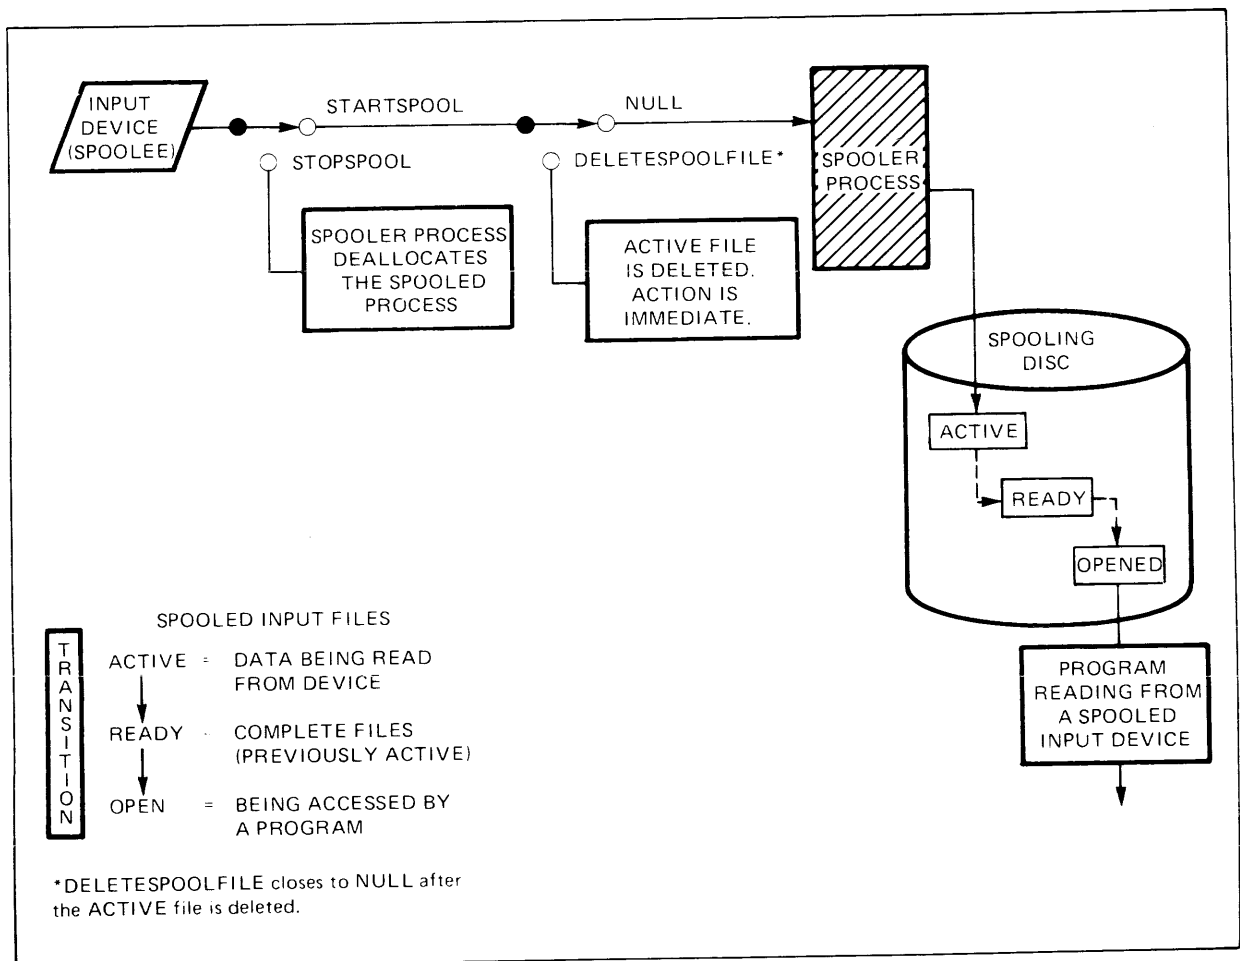 INPUT
DEVICE
(SPOOLEE)
STARTSPOOL
NULL
STOPSPOOL
DELETESPOOLFILE*
SPOOLER
PROCESS
SPOOLER PROCESS
DEALLOCATES
THE SPOOLED
PROCESS
ACTIVE FILE
IS DELETED.
ACTION IS
IMMEDIATE.
SPOOLING
DISC
ACTIVE
READY
OPENED
PROGRAM
READING FROM
A SPOOLED
INPUT DEVICE
SPOOLED INPUT FILES
TRANSITION
ACTIVE = DATA BEING READ
FROM DEVICE
READY - COMPLETE FILES
(PREVIOUSLY ACTIVE)
OPEN = BEING ACCESSED BY
A PROGRAM
*DELETESPOOLFILE closes to NULL after
the ACTIVE file is deleted.